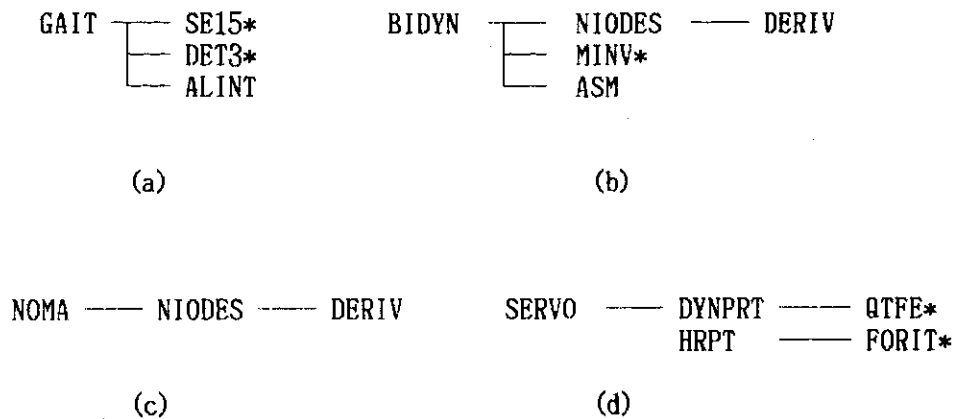 GAIT SE15* BIDYN NIODES DERIV
DET3* MINV*
ALINT ASM
(a) (b)
NOMA NIODES DERIV SERVO DYNPRT QTFE*
HRPT FORIT*
(c) (d)